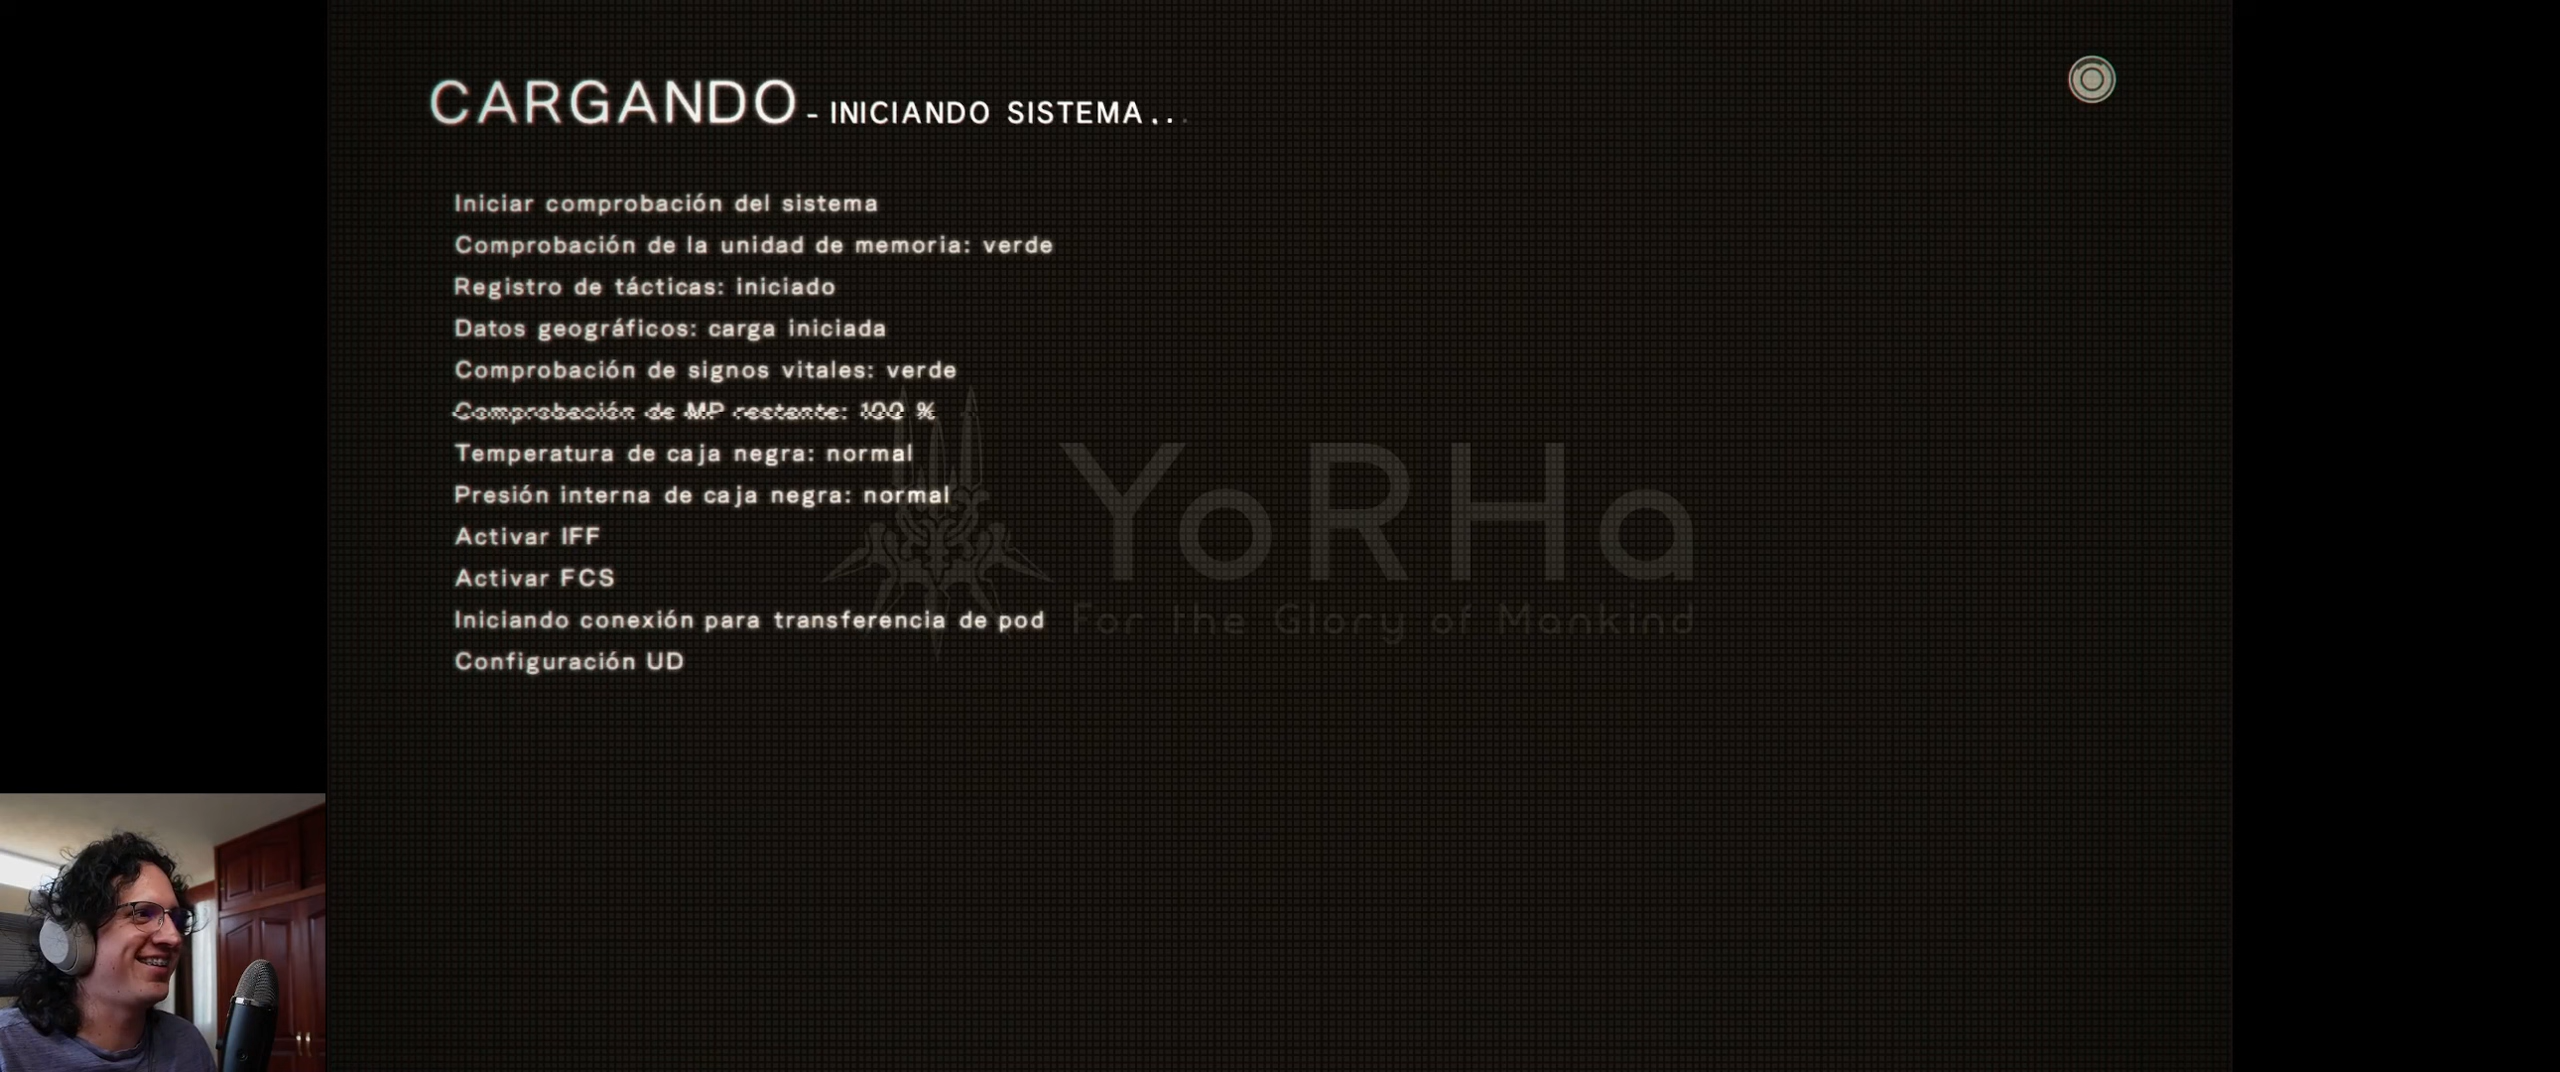 CARGANDO - INICIANDO SISTEMA...
Iniciar comprobación del sistema
Comprobación de la unidad de memoria: verde
Registro de tácticas: iniciado
Datos geográficos: carga iniciada
Comprobación de signos vitales: verde
Comprobación de MP restante: 100 %
Temperatura de caja negra: normal
Presión interna de caja negra: normal
Activar IFF
Activar FCS
Iniciando conexión para transferencia de pod
Configuración UD
YoRHa
For the Glory of Mankind